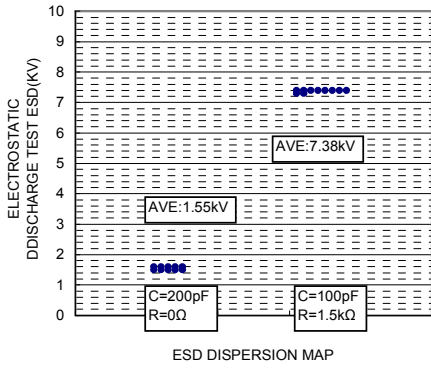 ELECTROSTATIC
DDISCHARGE TEST ESD(KV)
10
9
8
7
6
5
4
3
2
1
0
AVE:7.38kV
AVE:1.55kV
C=200pF
R=0Ω
C=100pF
R=1.5kΩ
ESD DISPERSION MAP